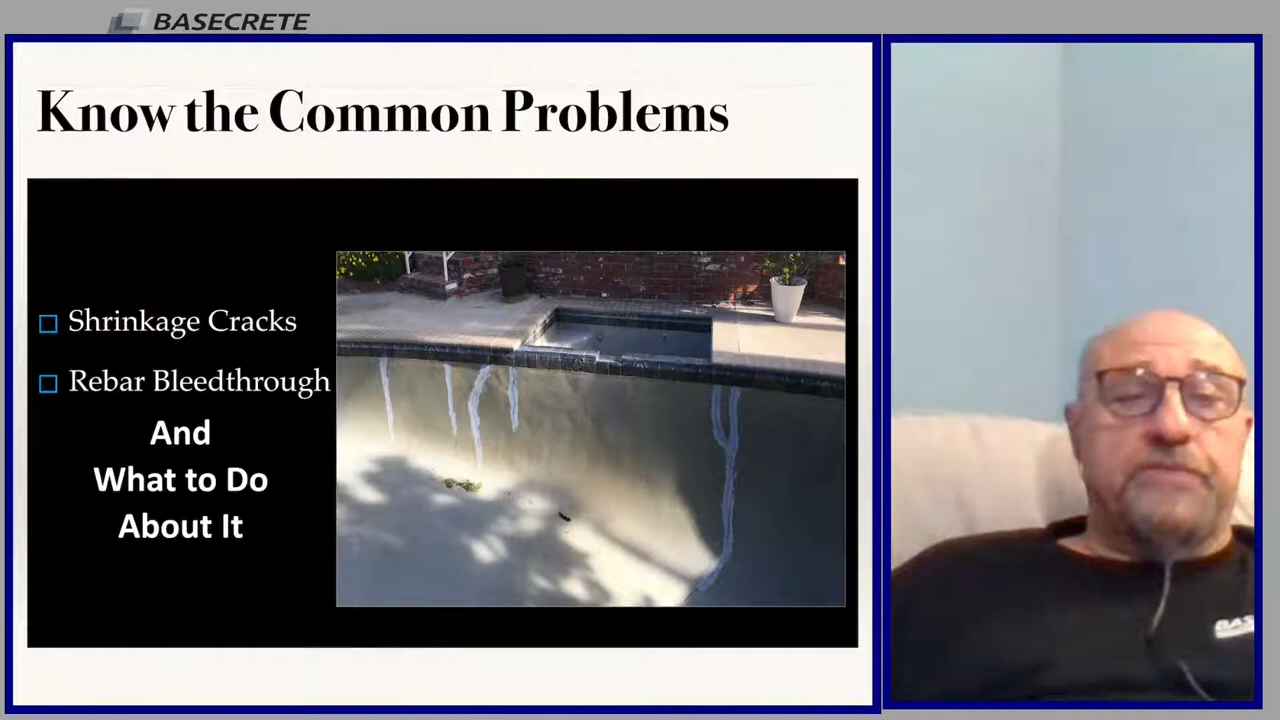 BASECRETE
Know the Common Problems
Shrinkage Cracks
Rebar Bleedthrough
And
What to Do
About It